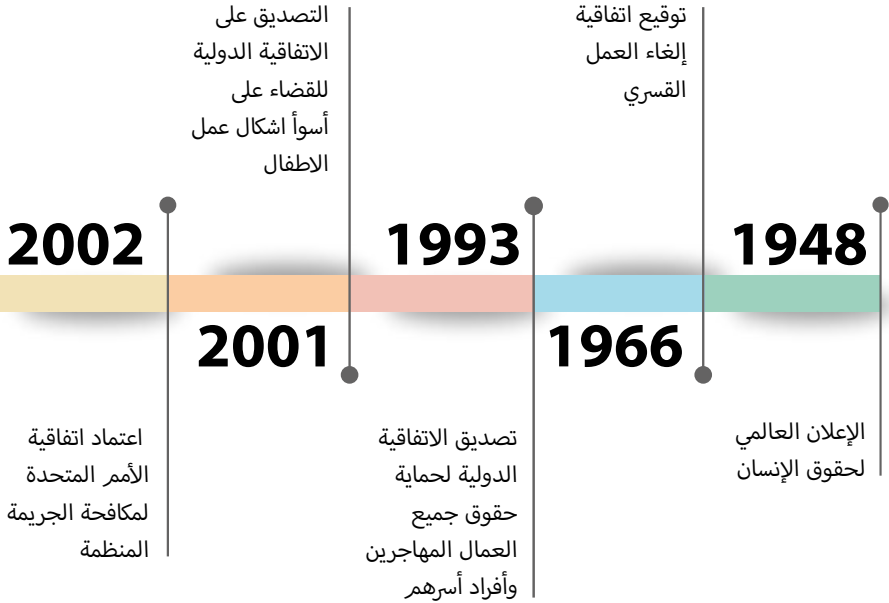 1948
الإعلان العالمي
لحقوق الإنسان
توقيع اتفاقية
إلغاء العمل
القسري
1966
1993
تصديق الاتفاقية
الدولية لحماية
حقوق جميع
العمال المهاجرين
وأفراد أسرهم
التصديق على
الاتفاقية الدولية
للقضاء على
أسوأ اشكال عمل
الاطفال
2001
2002
اعتماد اتفاقية
الأمم المتحدة
لمكافحة الجريمة
المنظمة